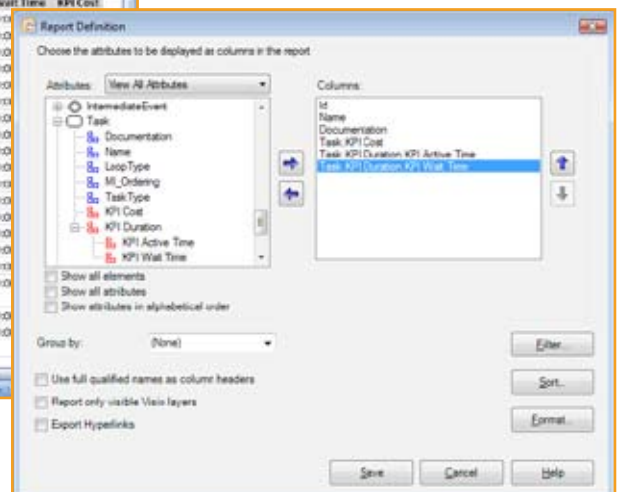 Wait Time KPI Cost
Report Definition
Choose the attributes to be displayed as columns in the report
Attributes: View All Attributes
Columns:
IntermediateEvent
Task
Documentation
Name
LoopType
MI_Ordering
TaskType
KPI Cost
KPI Duration
KPI Active Time
KPI Wait Time
Id
Name
Documentation
Task.KPI Cost
Task.KPI Duration.KPI Active Time
Task.KPI Duration.KPI Wait Time
Show all elements
Show all attributes
Show attributes in alphabetical order
Group by: (None)
Filter...
Use full qualified names as column headers
Sort...
Report only visible Visio layers
Format...
Export Hyperlinks
Save Cancel Help